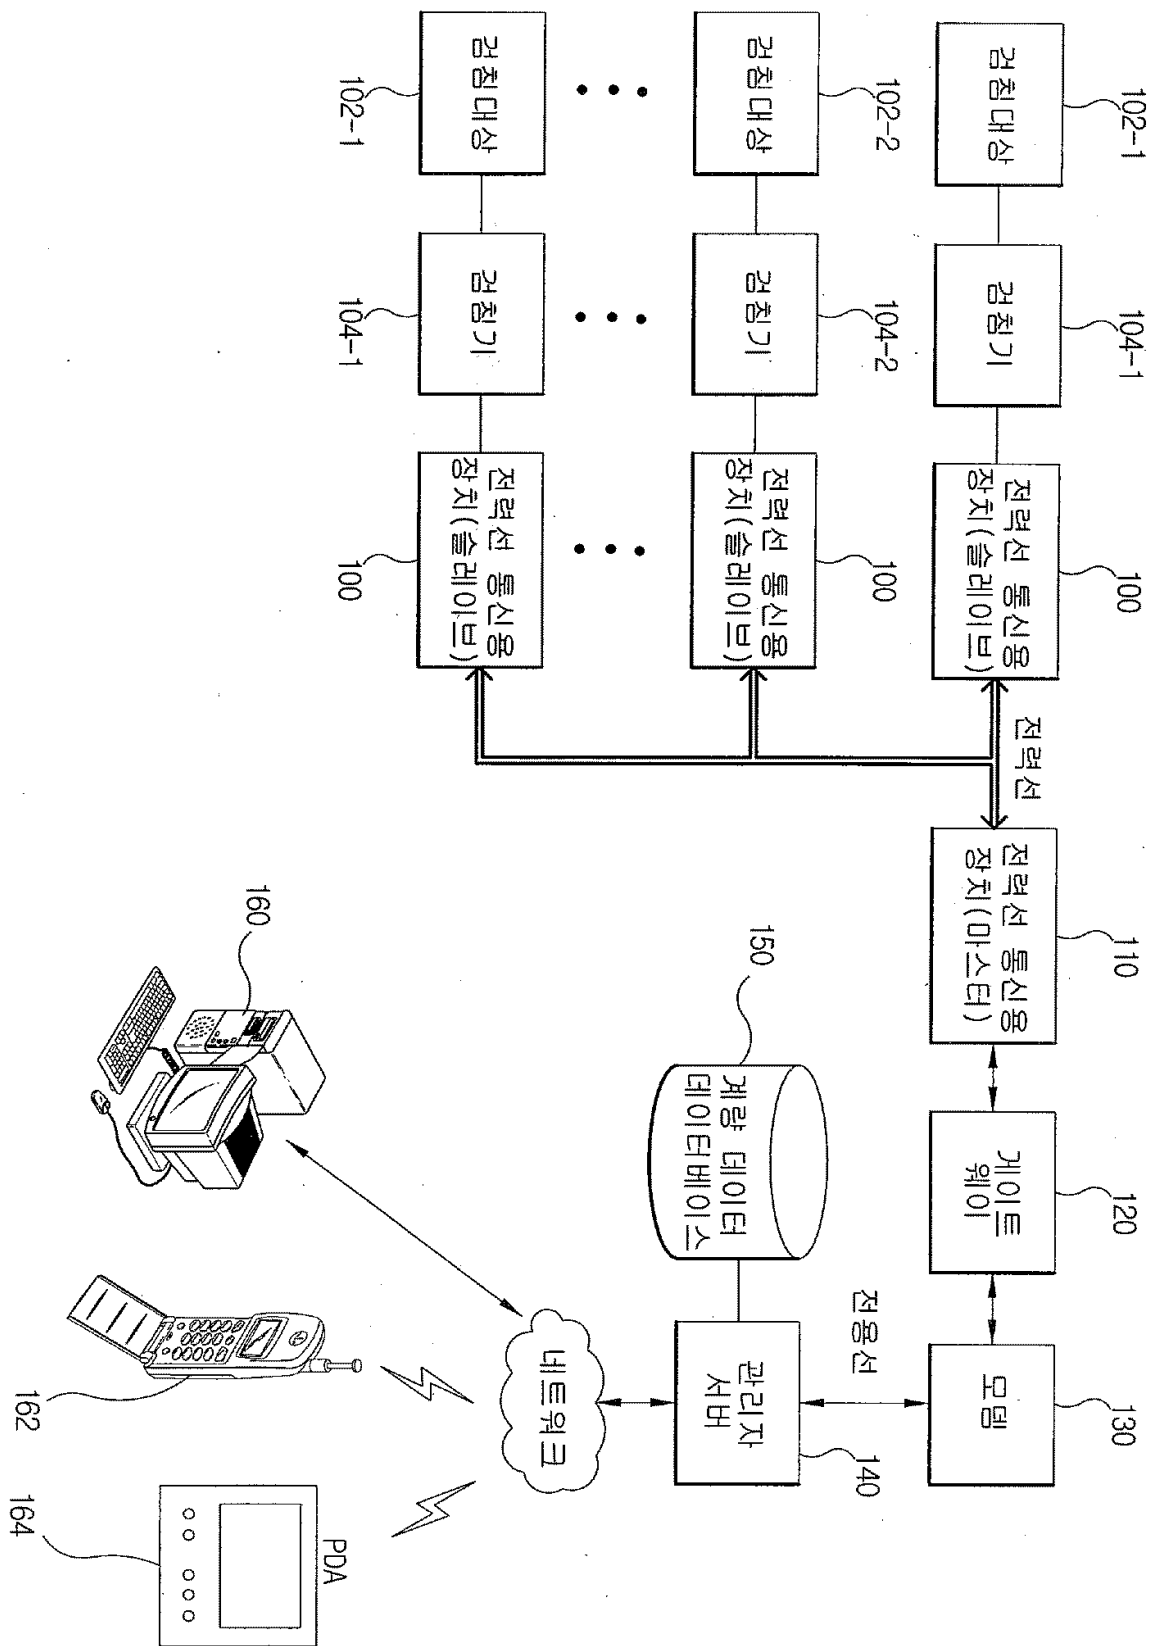 102-1
104-1
100
110
120
130
검침대상
검침기
전력선 통신용
장치(슬레이브)
전력선
전력선 통신용
장치(마스터)
게이트
웨이
모뎀
102-2
104-2
100
전용선
140
검침대상
검침기
전력선 통신용
장치(슬레이브)
150
계량 데이터
데이터베이스
관리자
서버
네트워크
검침대상
검침기
전력선 통신용
장치(슬레이브)
102-1
104-1
100
160
PDA
162
164